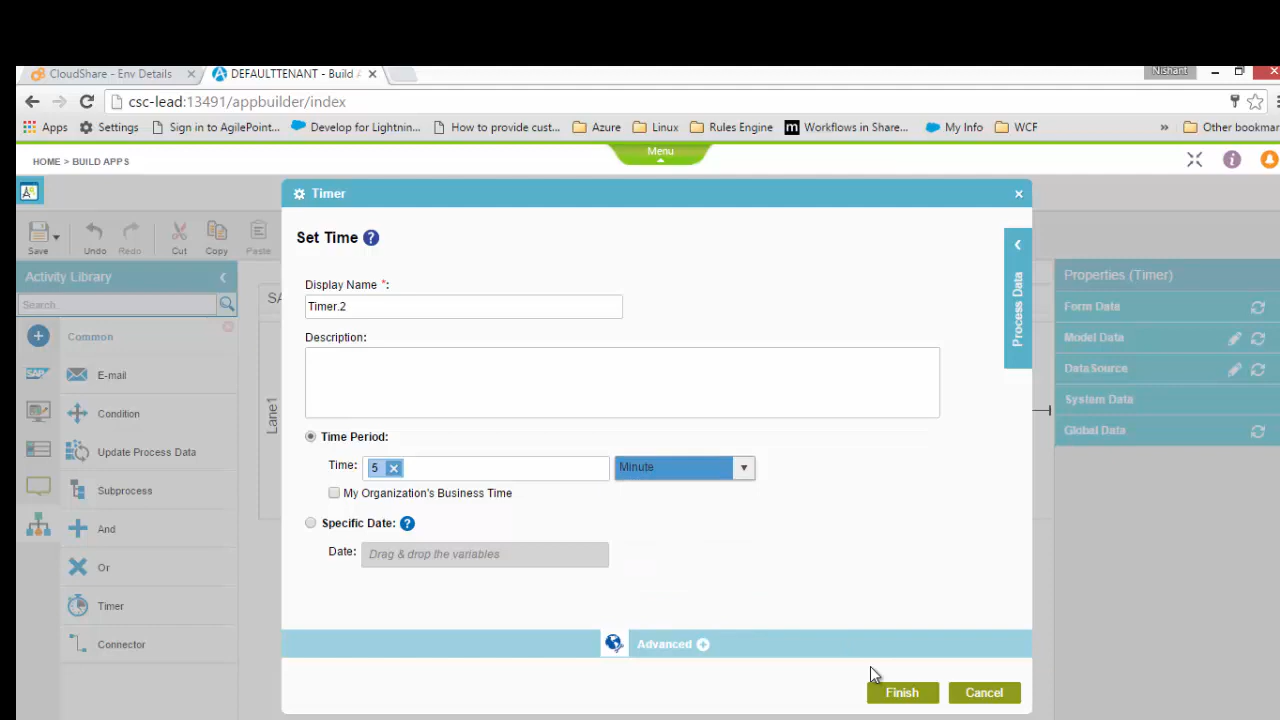 CloudShare - Env Details
DEFAULTTENANT - Build
Nishant
csc-lead:13491/appbuilder/index
Apps
Settings
Sign in to AgilePoint...
Develop for Lightnin...
How to provide cust...
Azure
Linux
Rules Engine
Workflows in Share...
My Info
WCF
»
Other bookmar
Menu
HOME > BUILD APPS
Timer
Save
Undo
Redo
Cut
Copy
Paste
Set Time ?
Activity Library
Search...
Common
E-mail
Condition
Update Process Data
Subprocess
And
Or
Timer
Connector
SAP
Lane1
Display Name *:
Timer.2
Description:
Time Period:
Time:
5
Minute
My Organization's Business Time
Specific Date: ?
Date:
Drag & drop the variables
Advanced
Finish
Cancel
Process Data
Properties (Timer)
Form Data
Model Data
DataSource
System Data
Global Data